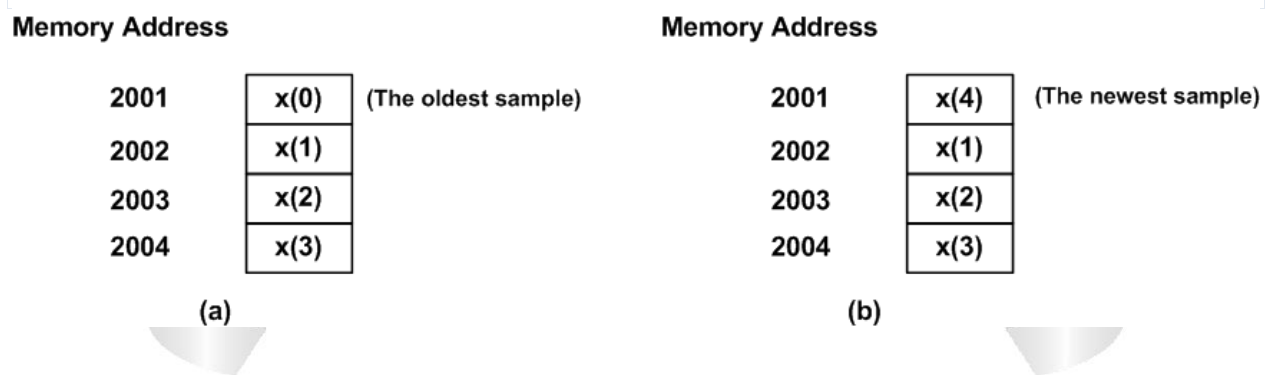 Memory Address
2001 x(0) (The oldest sample)
2002 x(1)
2003 x(2)
2004 x(3)
(a)
Memory Address
2001 x(4) (The newest sample)
2002 x(1)
2003 x(2)
2004 x(3)
(b)